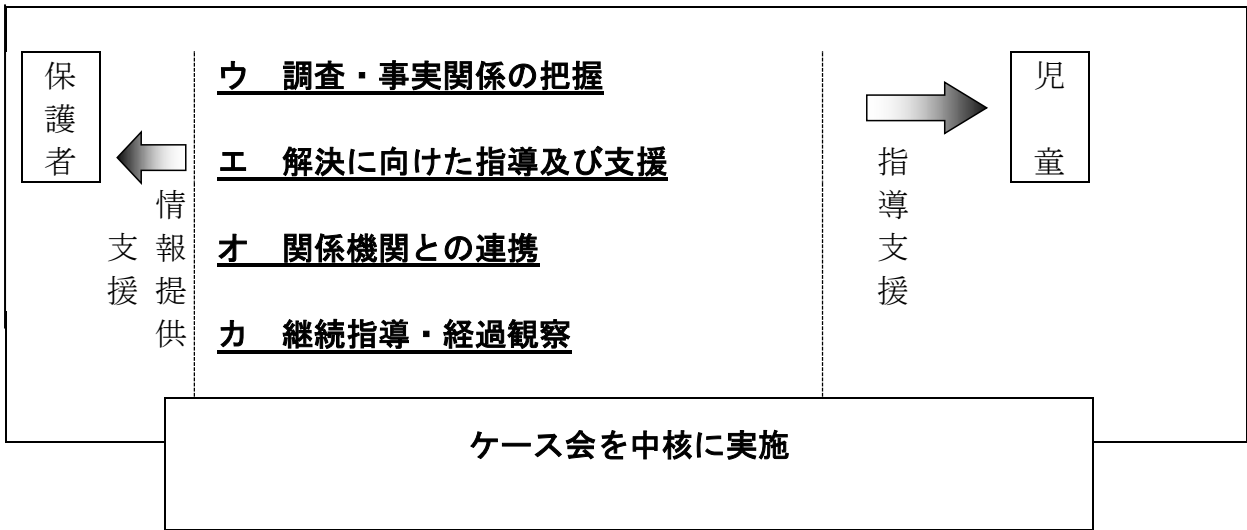 保護者
情報提供
支援
ウ 調査・事実関係の把握
エ 解決に向けた指導及び支援
オ 関係機関との連携
カ 継続指導・経過観察
指導支援
児童
ケース会を中核に実施